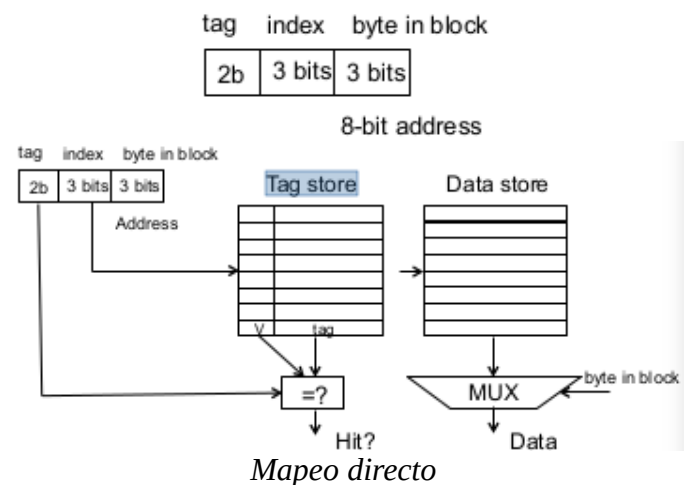 tag index byte in block
2b 3 bits 3 bits
8-bit address
tag index byte in block
2b 3 bits 3 bits
Address
Tag store
Data store
V tag
=?
MUX
byte in block
Hit?
Data
Mapeo directo